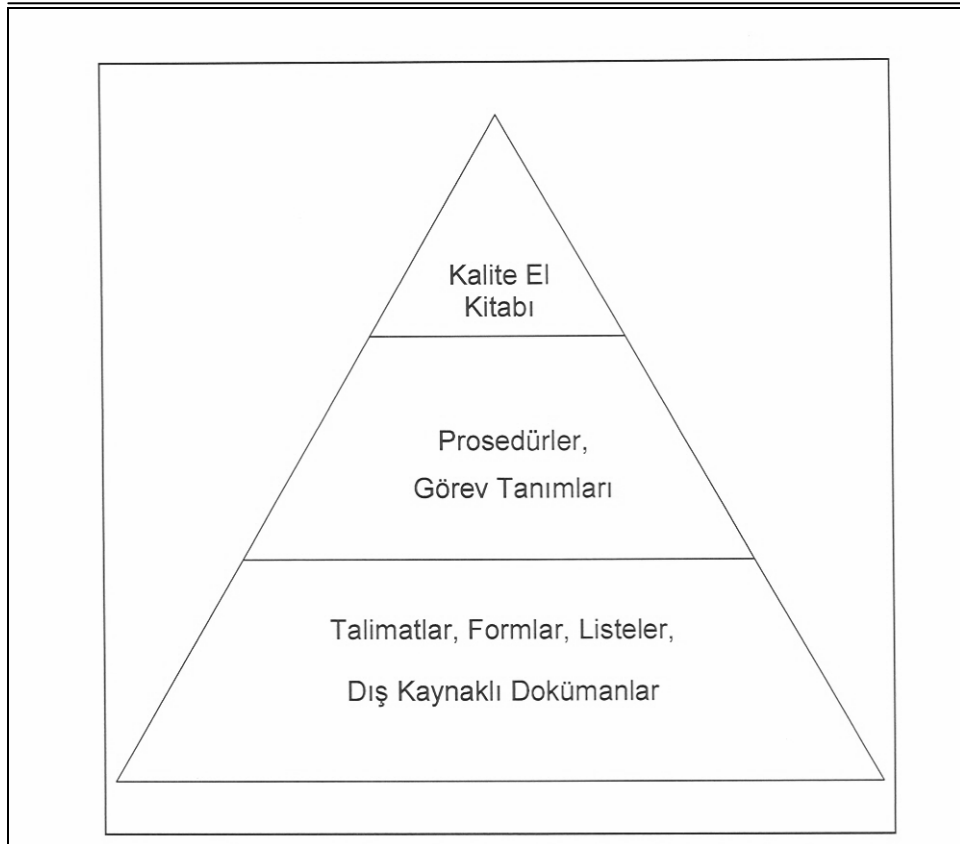 Kalite El
Kitabı
Prosedürler,
Görev Tanımları
Talimatlar, Formlar, Listeler,
Dış Kaynaklı Dokümanlar